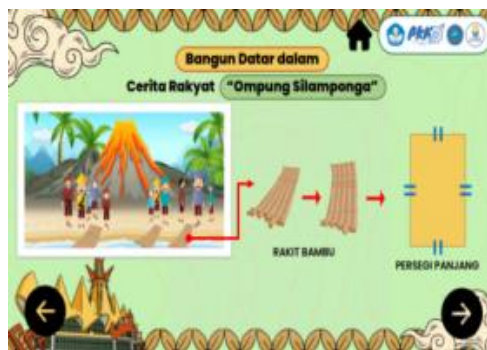 Bangun Datar dalam
Cerita Rakyat "Ompung Silamponga"
RAKIT BAMBU
PERSEGI PANJANG